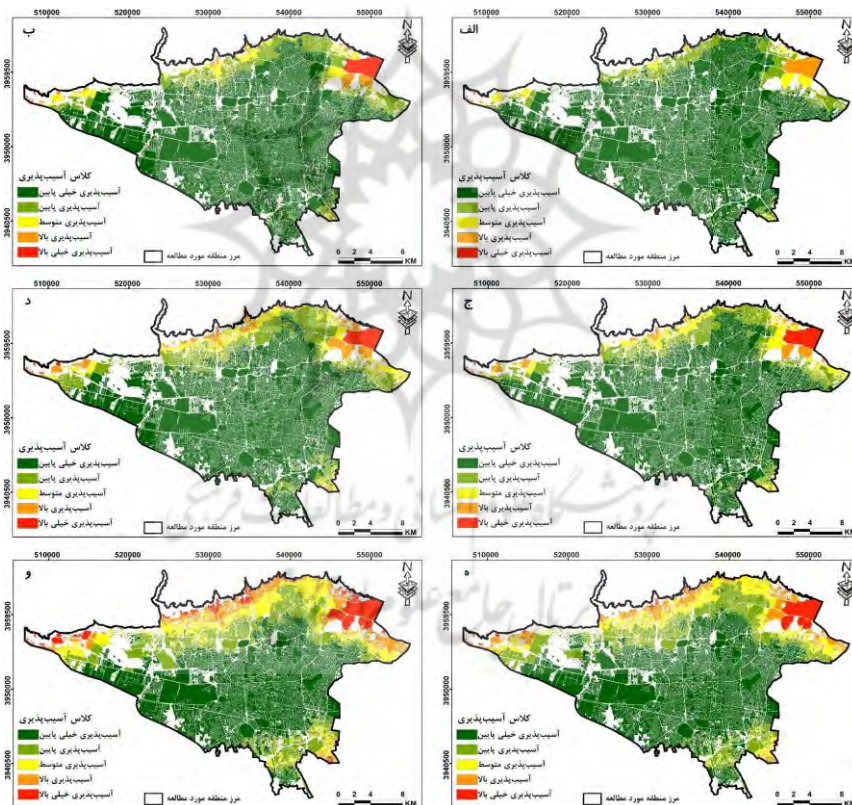 510000 520000 530000 540000 550000
ب
N
3959500
3950000
3940500
کلاس آسیب‌پذیری
آسیب‌پذیری خیلی پایین
آسیب‌پذیری پایین
آسیب‌پذیری متوسط
آسیب‌پذیری بالا
آسیب‌پذیری خیلی بالا
مرز منطقه مورد مطالعه
0 2 4 8
KM
510000 520000 530000 540000 550000
الف
N
3959500
3950000
3940500
کلاس آسیب‌پذیری
آسیب‌پذیری خیلی پایین
آسیب‌پذیری پایین
آسیب‌پذیری متوسط
آسیب‌پذیری بالا
آسیب‌پذیری خیلی بالا
مرز منطقه مورد مطالعه
0 2 4 8
KM
510000 520000 530000 540000 550000
د
N
3959500
3950000
3940500
کلاس آسیب‌پذیری
آسیب‌پذیری خیلی پایین
آسیب‌پذیری پایین
آسیب‌پذیری متوسط
آسیب‌پذیری بالا
آسیب‌پذیری خیلی بالا
مرز منطقه مورد مطالعه
0 2 4 8
KM
510000 520000 530000 540000 550000
ج
N
3959500
3950000
3940500
کلاس آسیب‌پذیری
آسیب‌پذیری خیلی پایین
آسیب‌پذیری پایین
آسیب‌پذیری متوسط
آسیب‌پذیری بالا
آسیب‌پذیری خیلی بالا
مرز منطقه مورد مطالعه
0 2 4 8
KM
510000 520000 530000 540000 550000
و
N
3959500
3950000
3940500
کلاس آسیب‌پذیری
آسیب‌پذیری خیلی پایین
آسیب‌پذیری پایین
آسیب‌پذیری متوسط
آسیب‌پذیری بالا
آسیب‌پذیری خیلی بالا
مرز منطقه مورد مطالعه
0 2 4 8
KM
510000 520000 530000 540000 550000
ه
N
3959500
3950000
3940500
کلاس آسیب‌پذیری
آسیب‌پذیری خیلی پایین
آسیب‌پذیری پایین
آسیب‌پذیری متوسط
آسیب‌پذیری بالا
آسیب‌پذیری خیلی بالا
مرز منطقه مورد مطالعه
0 2 4 8
KM